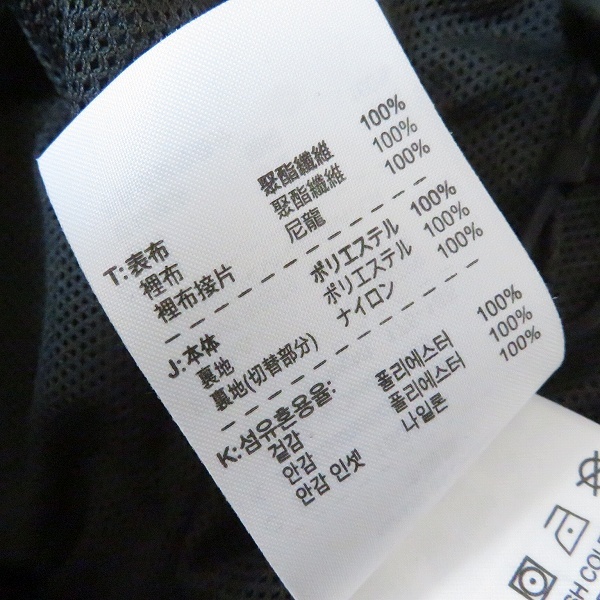 T:表布 聚酯纖維 100%
裡布 聚酯纖維 100%
裡布接片 尼龍 100%
J:本体 ポリエステル 100%
裏地 ポリエステル 100%
裏地(切替部分) ナイロン 100%
K:섬유혼용율:
겉감 폴리에스터 100%
안감 폴리에스터 100%
안감 인셋 나일론 100%
SH COL